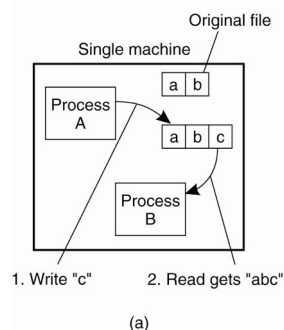 Original file
Single machine
a b
Process
A
a b c
Process
B
1. Write "c"
2. Read gets "abc"
(a)